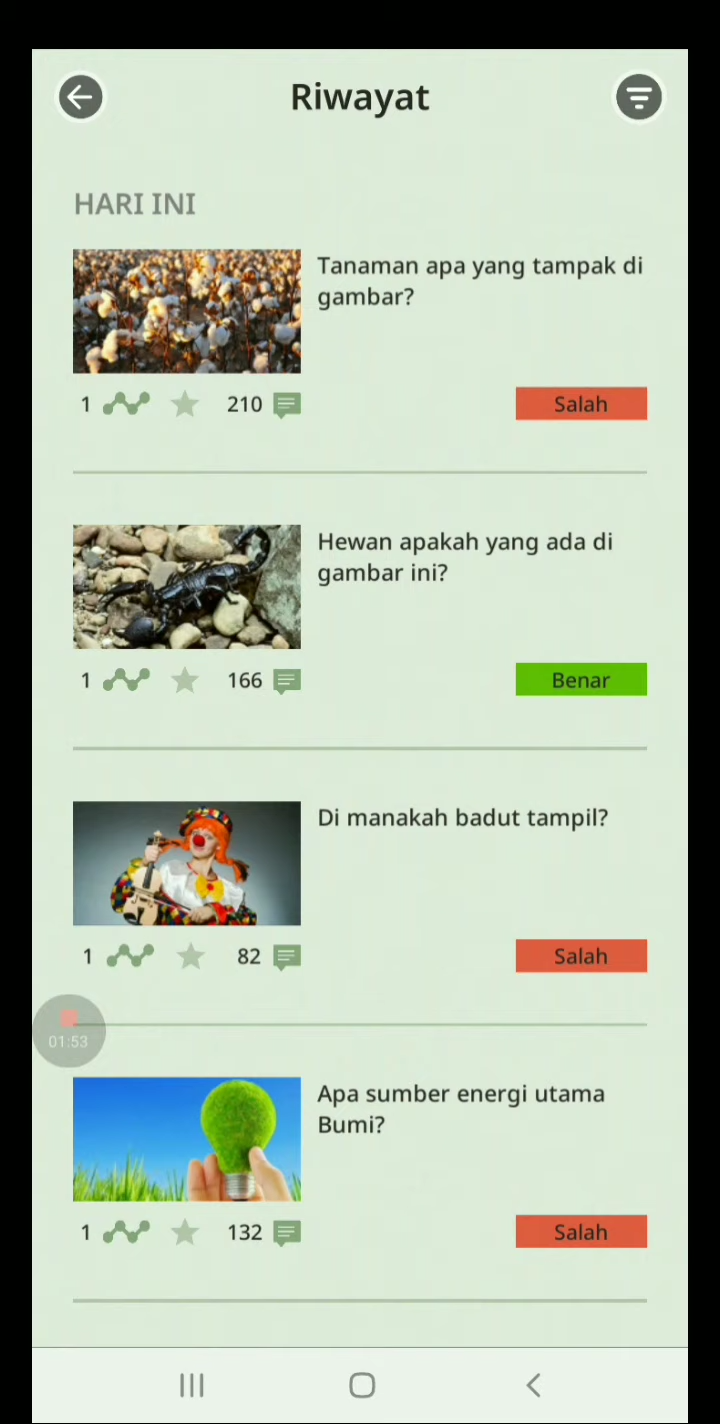 Riwayat
HARI INI
Tanaman apa yang tampak di
gambar?
1
210
Salah
Hewan apakah yang ada di
gambar ini?
1
166
Benar
Di manakah badut tampil?
1
82
Salah
01:53
Apa sumber energi utama
Bumi?
1
132
Salah